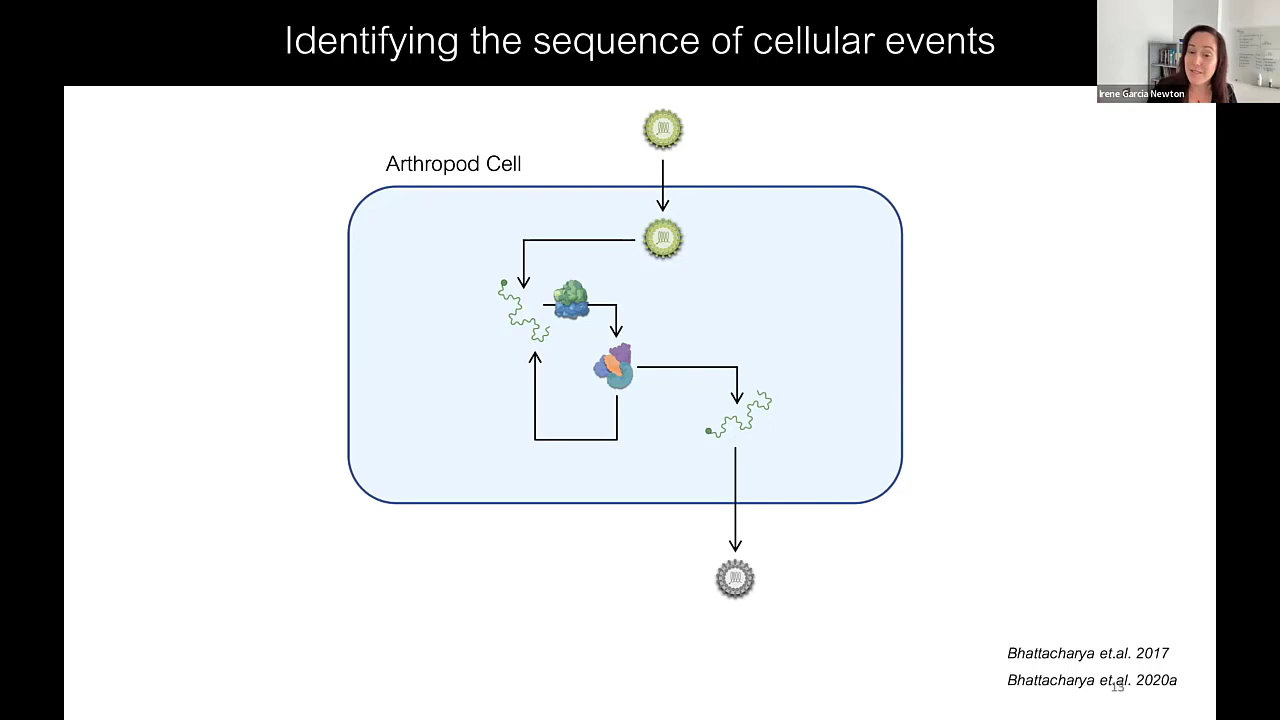 Identifying the sequence of cellular events
Irene Garcia Newton
Arthropod Cell
Bhattacharya et.al. 2017
Bhattacharya et.al. 2020a
13